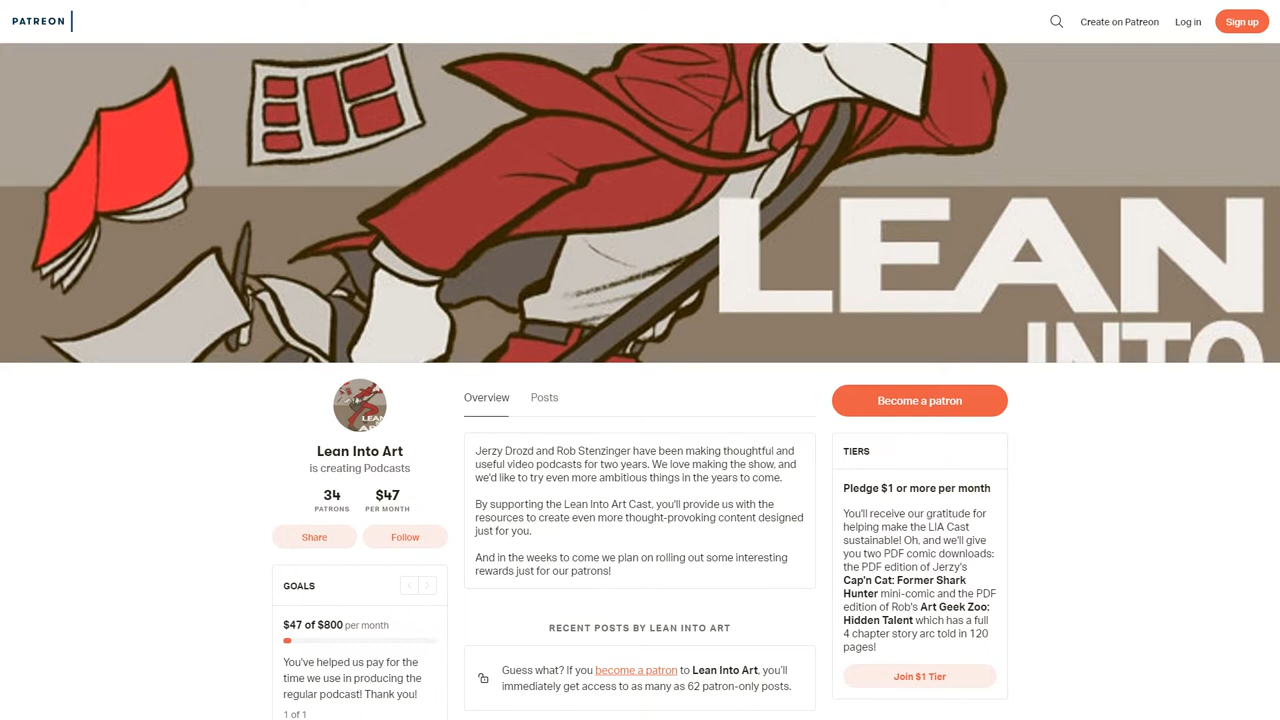 PATREON
Create on Patreon
Log in
Sign up
LEAN
INTO
Lean Into Art
is creating Podcasts
34
PATRONS
$47
PER MONTH
Share
Follow
GOALS
$47 of $800 per month
You've helped us pay for the
time we use in producing the
regular podcast! Thank you!
1 of 1
Overview
Posts
Jerzy Drozd and Rob Stenzinger have been making thoughtful and
useful video podcasts for two years. We love making the show, and
we'd like to try even more ambitious things in the years to come.
By supporting the Lean Into Art Cast, you'll provide us with the
resources to create even more thought-provoking content designed
just for you.
And in the weeks to come we plan on rolling out some interesting
rewards just for our patrons!
RECENT POSTS BY LEAN INTO ART
Guess what? If you become a patron to Lean Into Art, you'll
immediately get access to as many as 62 patron-only posts.
Become a patron
TIERS
Pledge $1 or more per month
You'll receive our gratitude for
helping make the LIA Cast
sustainable! Oh, and we'll give
you two PDF comic downloads:
the PDF edition of Jerzy's
Cap'n Cat: Former Shark
Hunter mini-comic and the PDF
edition of Rob's Art Geek Zoo:
Hidden Talent which has a full
4 chapter story arc told in 120
pages!
Join $1 Tier